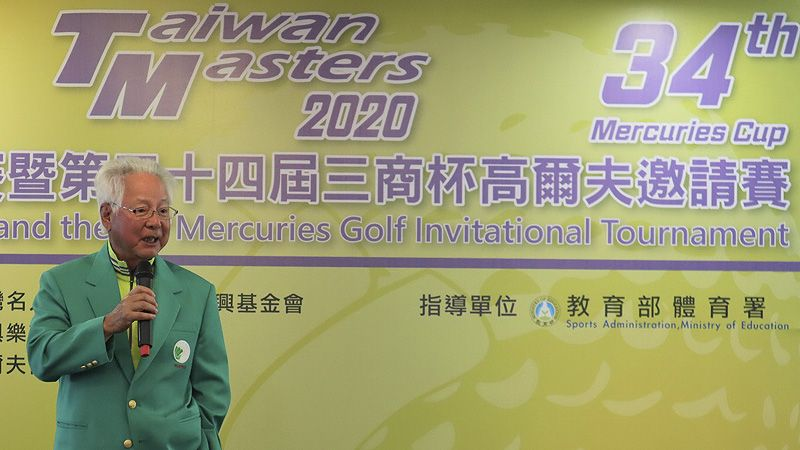 Taiwan
Masters
2020
34th
Mercuries Cup
暨第 十四屆三商杯高爾夫邀請賽
and the Mercuries Golf Invitational Tournament
興基金會
指導單位 教育部體育署
Sports Administration, Ministry of Education